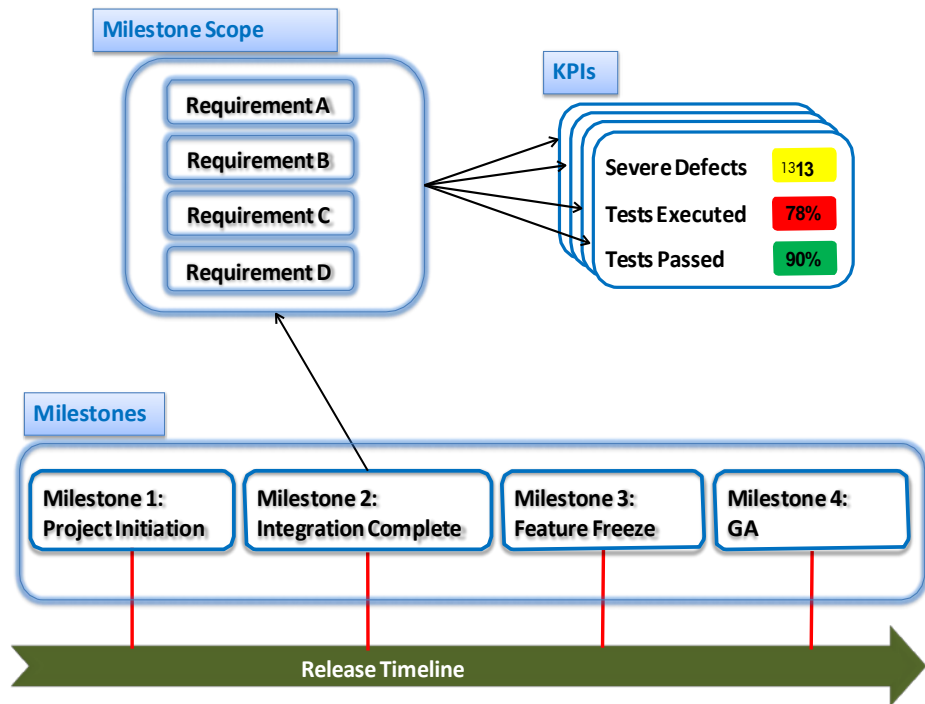 Milestone Scope
Requirement A
Requirement B
Requirement C
Requirement D
KPIs
Severe Defects 1313
Tests Executed 78%
Tests Passed 90%
Milestones
Milestone 1:
Project Initiation
Milestone 2:
Integration Complete
Milestone 3:
Feature Freeze
Milestone 4:
GA
Release Timeline